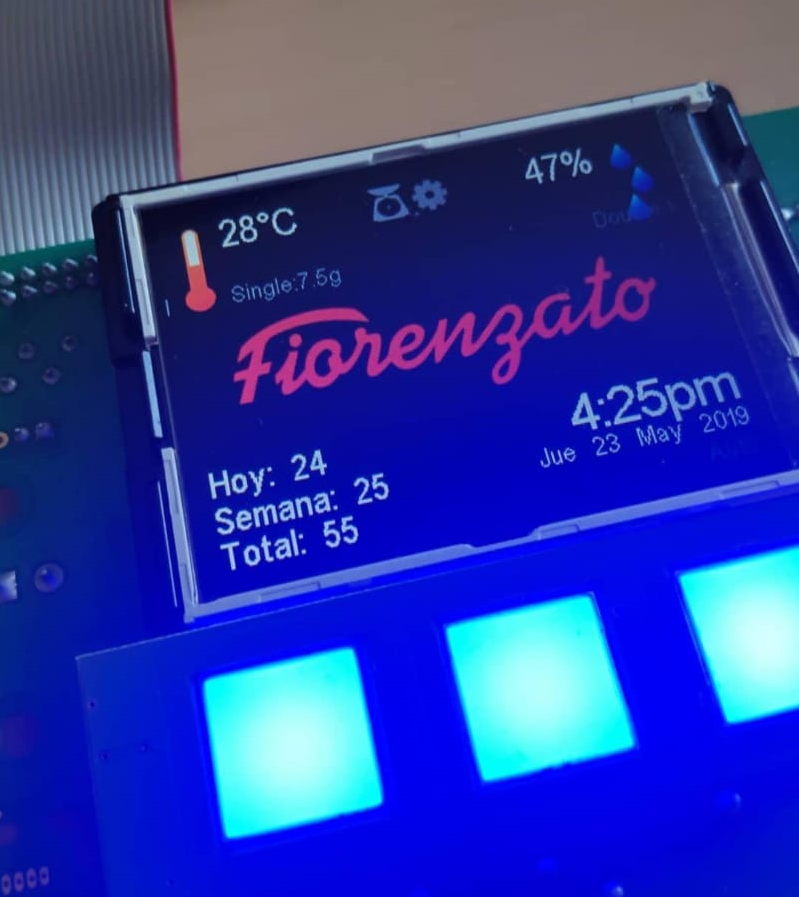 28°C
47%
Single:7.5g
Fiorenzato
4:25pm
Jue 23 May 2019
Hoy: 24
Semana: 25
Total: 55